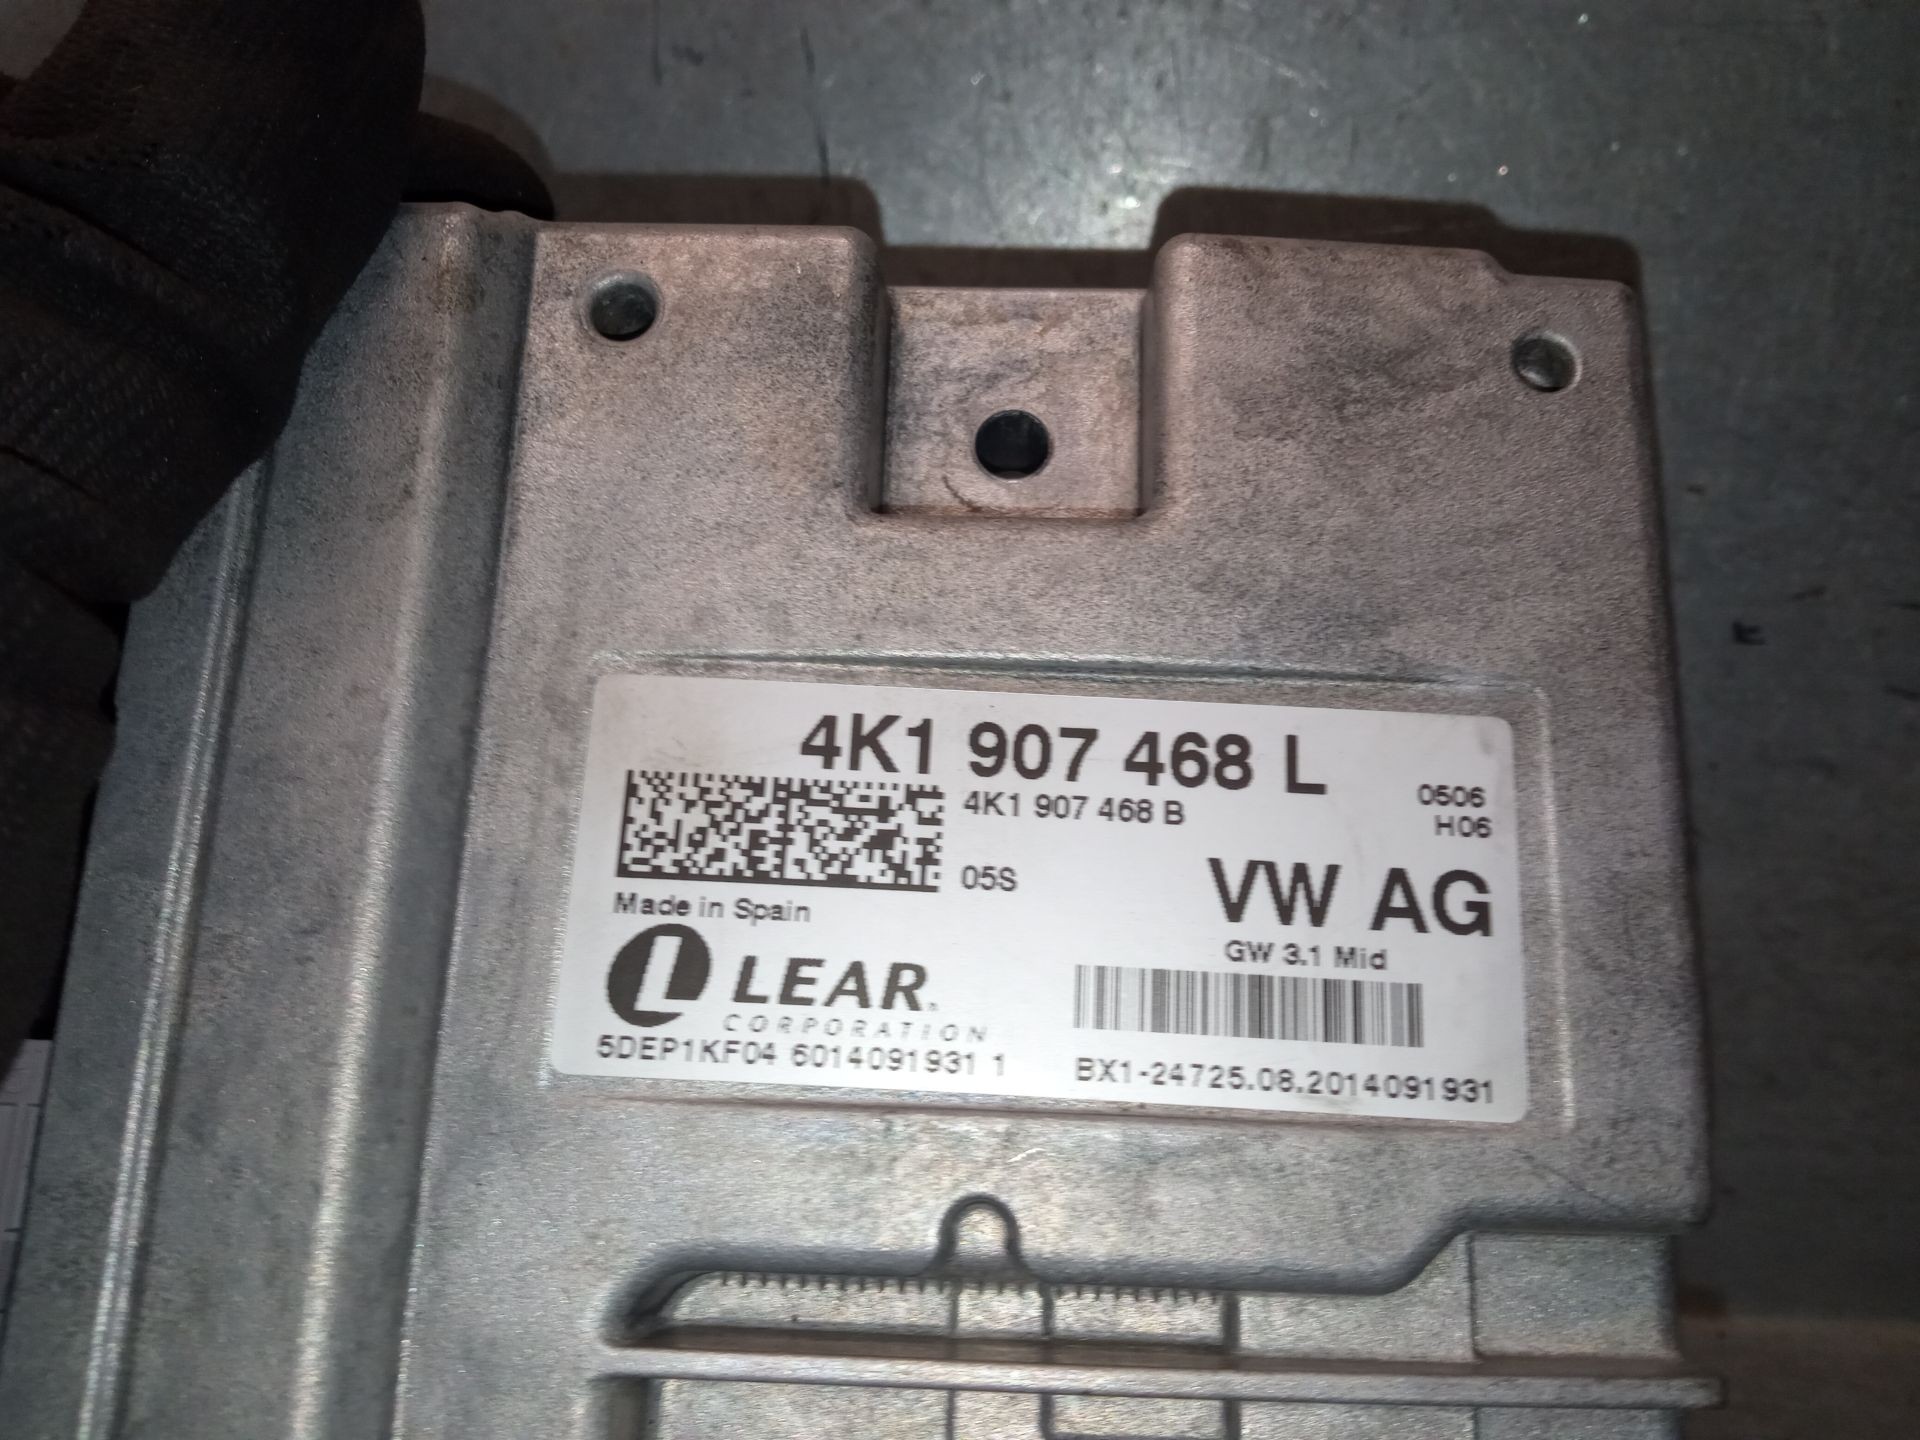 4K1 907 468 L
4K1 907 468 B
0506
H06
05S
VW AG
Made in Spain
GW 3.1 Mid
LEAR
CORPORATION
5DEP1KF04 6014091931 1
BX1-24725.08.2014091931